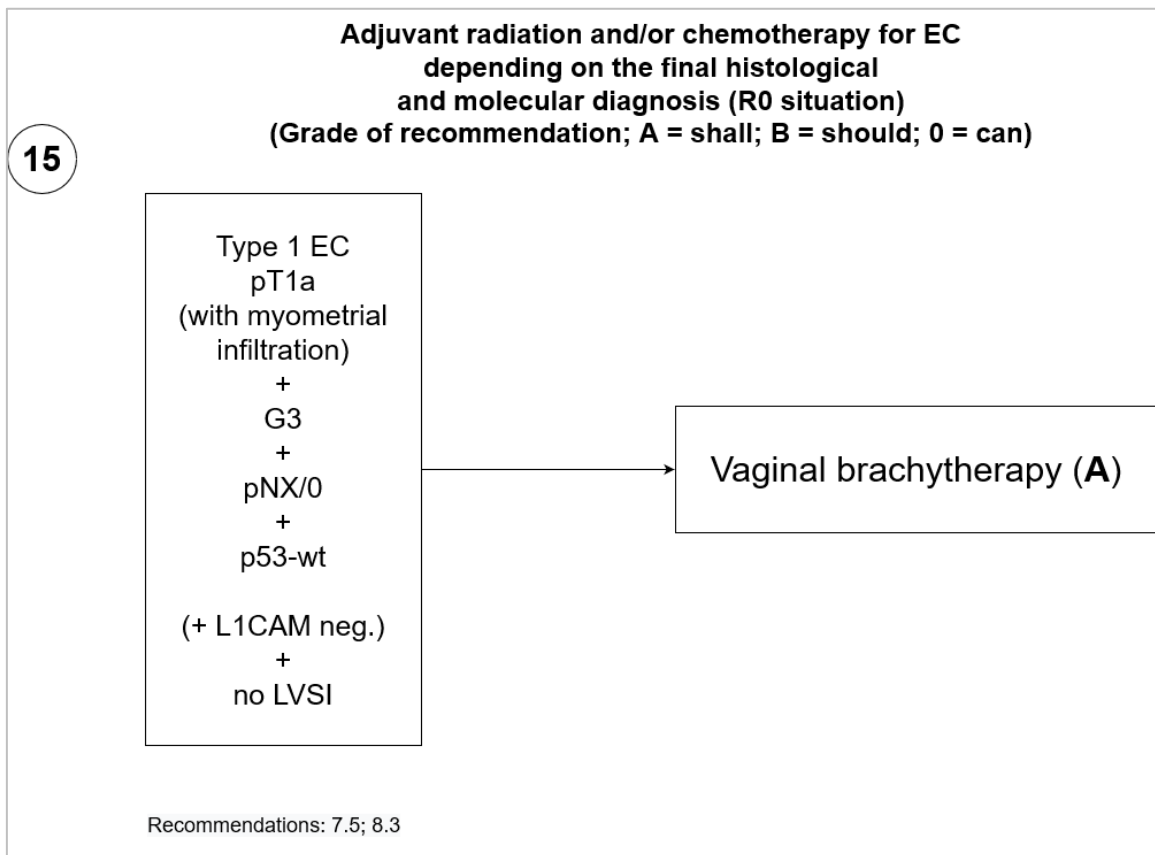 Adjuvant radiation and/or chemotherapy for EC
depending on the final histological
and molecular diagnosis (R0 situation)
(Grade of recommendation; A = shall; B = should; 0 = can)
15
Type 1 EC
pT1a
(with myometrial
infiltration)
+
G3
+
pNX/0
+
p53-wt
(+ L1CAM neg.)
+
no LVSI
Vaginal brachytherapy (A)
Recommendations: 7.5; 8.3